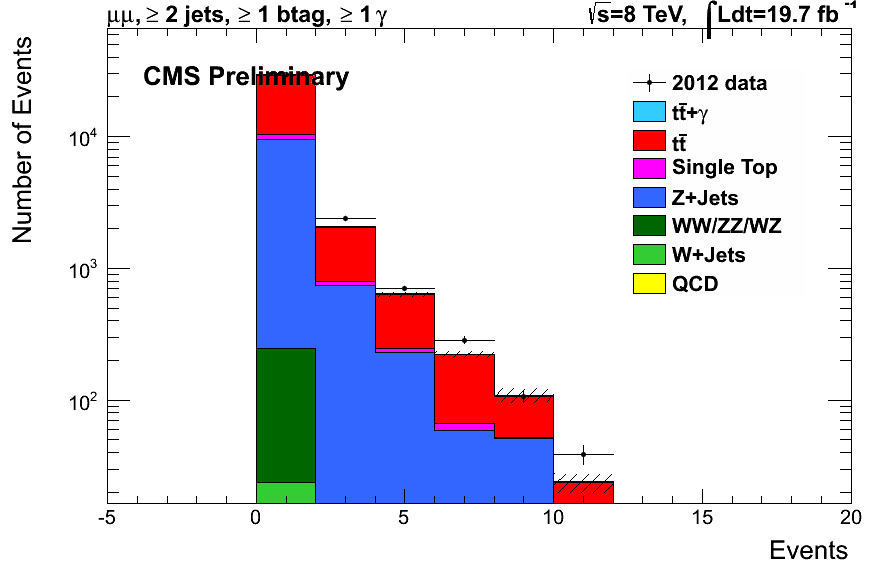 μμ, ≥ 2 jets, ≥ 1 btag, ≥ 1 γ
√s=8 TeV, ∫Ldt=19.7 fb⁻¹
CMS Preliminary
Number of Events
10⁴
10³
10²
2012 data
tt̄+γ
tt̄
Single Top
Z+Jets
WW/ZZ/WZ
W+Jets
QCD
-5 0 5 10 15 20
Events